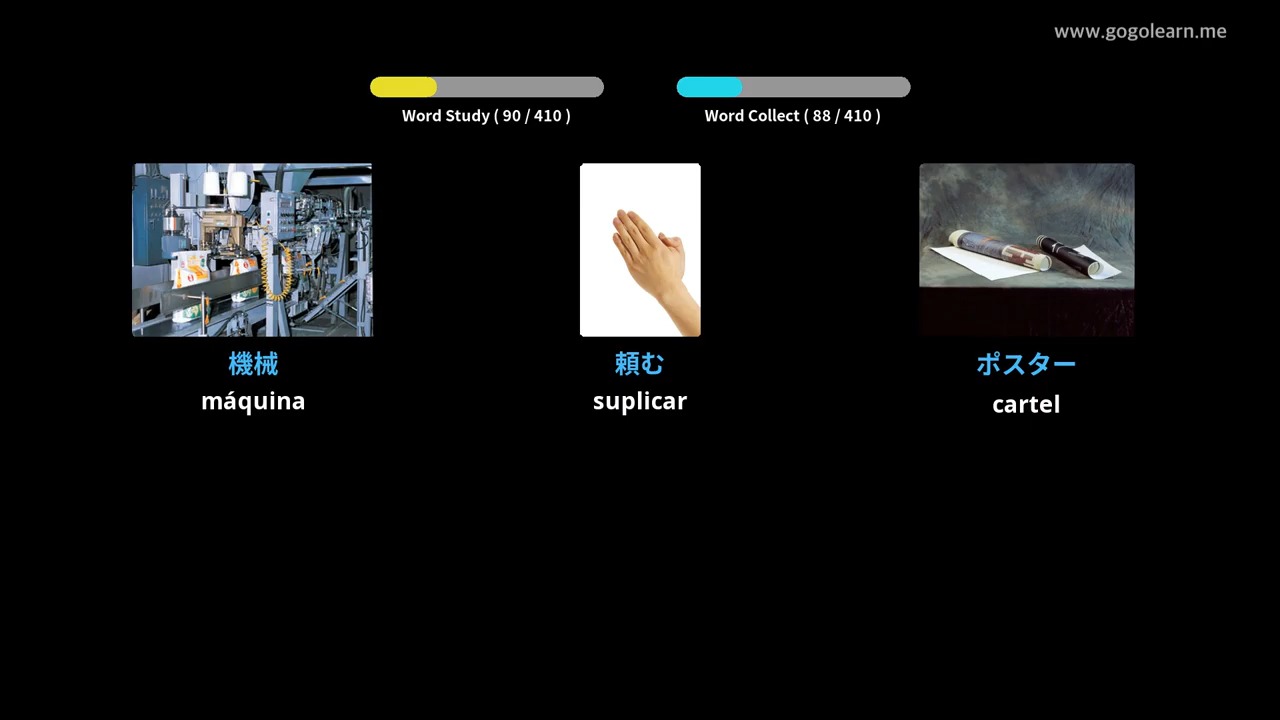 www.gogolearn.me
Word Study ( 90 / 410 )
Word Collect ( 88 / 410 )
機械
máquina
頼む
suplicar
ポスター
cartel